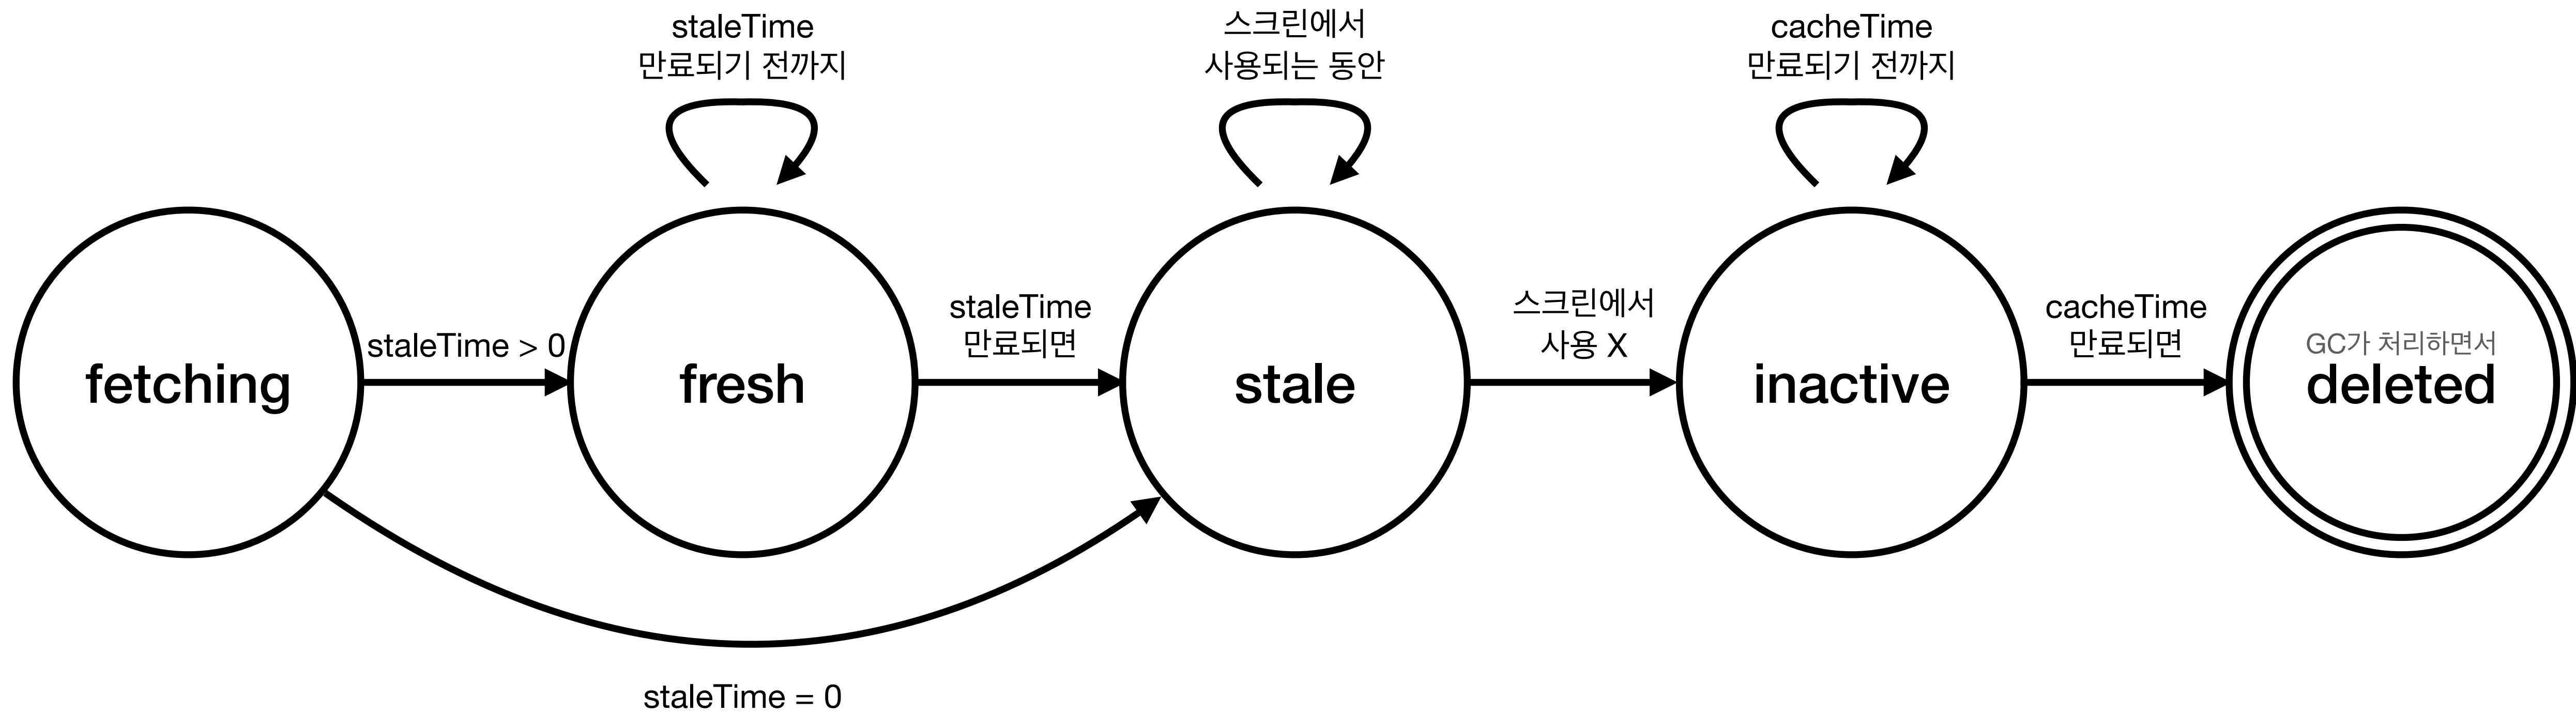 staleTime
만료되기 전까지
스크린에서
사용되는 동안
cacheTime
만료되기 전까지
fetching
staleTime > 0
fresh
staleTime
만료되면
stale
스크린에서
사용 X
inactive
cacheTime
만료되면
GC가 처리하면서
deleted
staleTime = 0